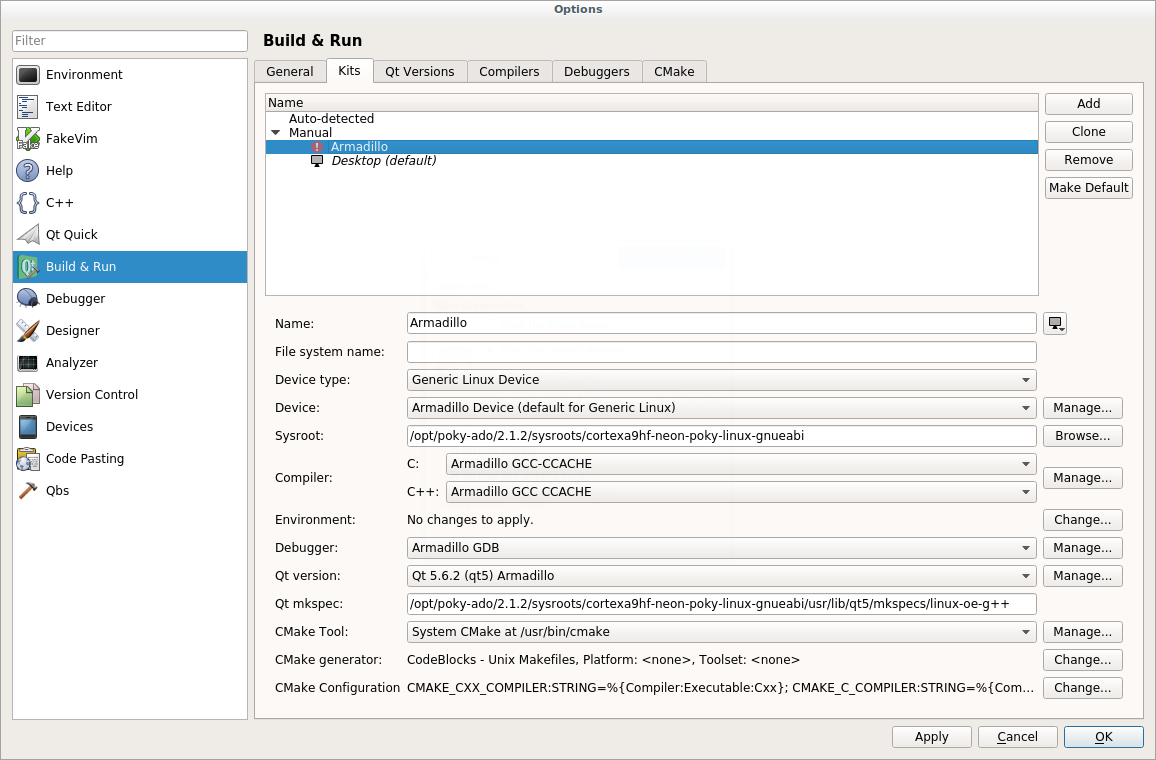 Options
Filter
Environment
Text Editor
FakeVim
Help
C++
Qt Quick
Build & Run
Debugger
Designer
Analyzer
Version Control
Devices
Code Pasting
Qbs
Build & Run
General Kits Qt Versions Compilers Debuggers CMake
Name
Auto-detected
Manual
Armadillo
Desktop (default)
Add
Clone
Remove
Make Default
Name: Armadillo
File system name:
Device type: Generic Linux Device
Device: Armadillo Device (default for Generic Linux) Manage...
Sysroot: /opt/poky-ado/2.1.2/sysroots/cortexa9hf-neon-poky-linux-gnueabi Browse...
Compiler: C: Armadillo GCC-CCACHE Manage...
C++: Armadillo GCC CCACHE
Environment: No changes to apply. Change...
Debugger: Armadillo GDB Manage...
Qt version: Qt 5.6.2 (qt5) Armadillo Manage...
Qt mkspec: /opt/poky-ado/2.1.2/sysroots/cortexa9hf-neon-poky-linux-gnueabi/usr/lib/qt5/mkspecs/linux-oe-g++
CMake Tool: System CMake at /usr/bin/cmake Manage...
CMake generator: CodeBlocks - Unix Makefiles, Platform: <none>, Toolset: <none> Change...
CMake Configuration CMAKE_CXX_COMPILER:STRING=%{Compiler:Executable:Cxx}; CMAKE_C_COMPILER:STRING=%{Com... Change...
Apply Cancel OK